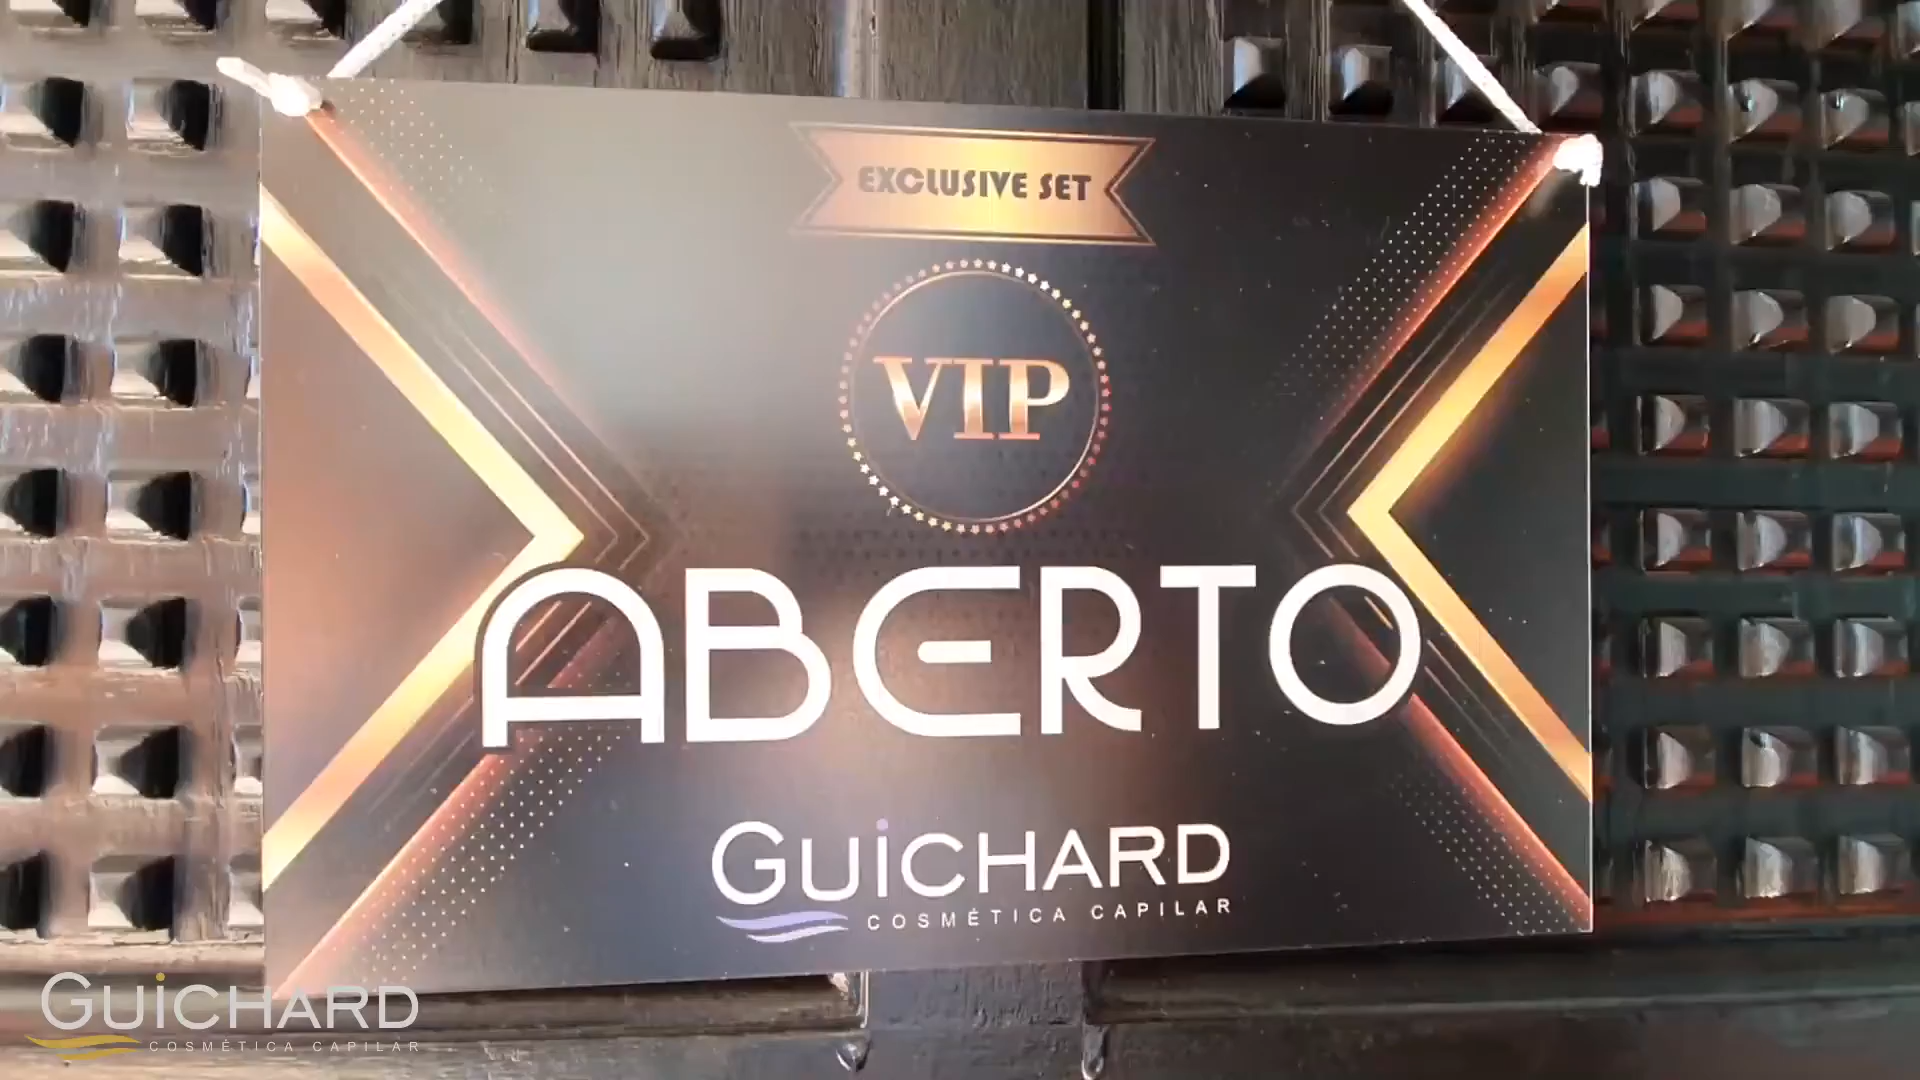 EXCLUSIVE SET
VIP
ABERTO
GUiCHARD
COSMÉTICA CAPILAR
GUiCHARD
COSMÉTICA CAPILAR